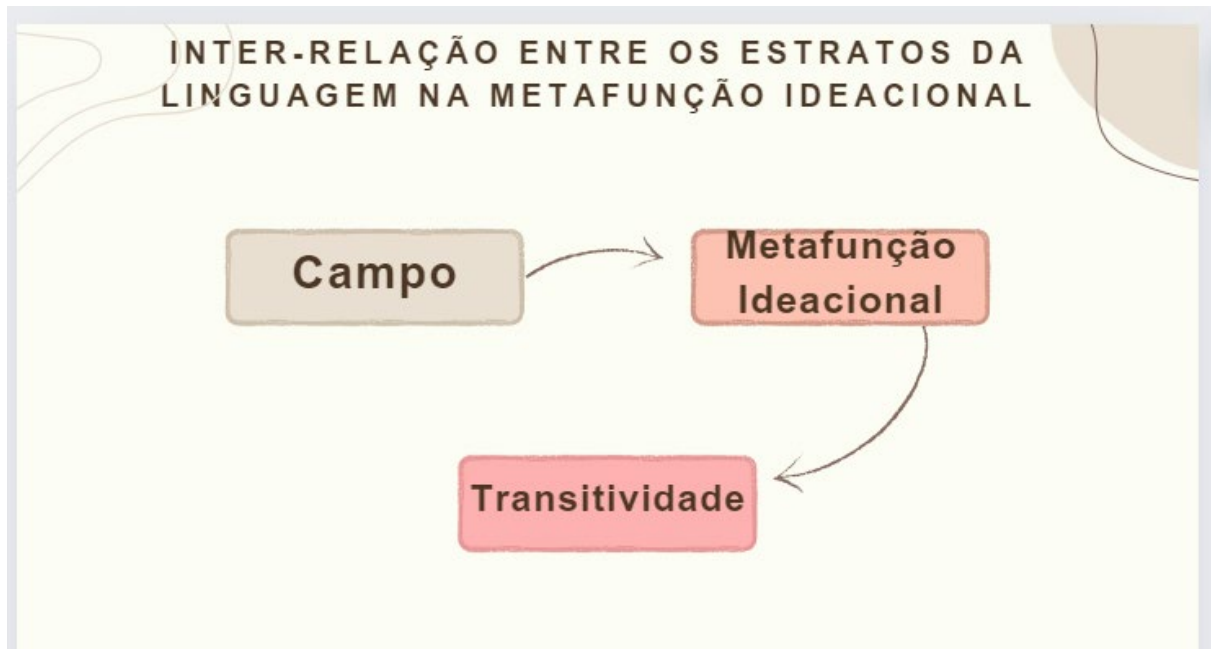 INTER-RELAÇÃO ENTRE OS ESTRATOS DA
LINGUAGEM NA METAFUNÇÃO IDEACIONAL
Campo
Metafunção
Ideacional
Transitividade